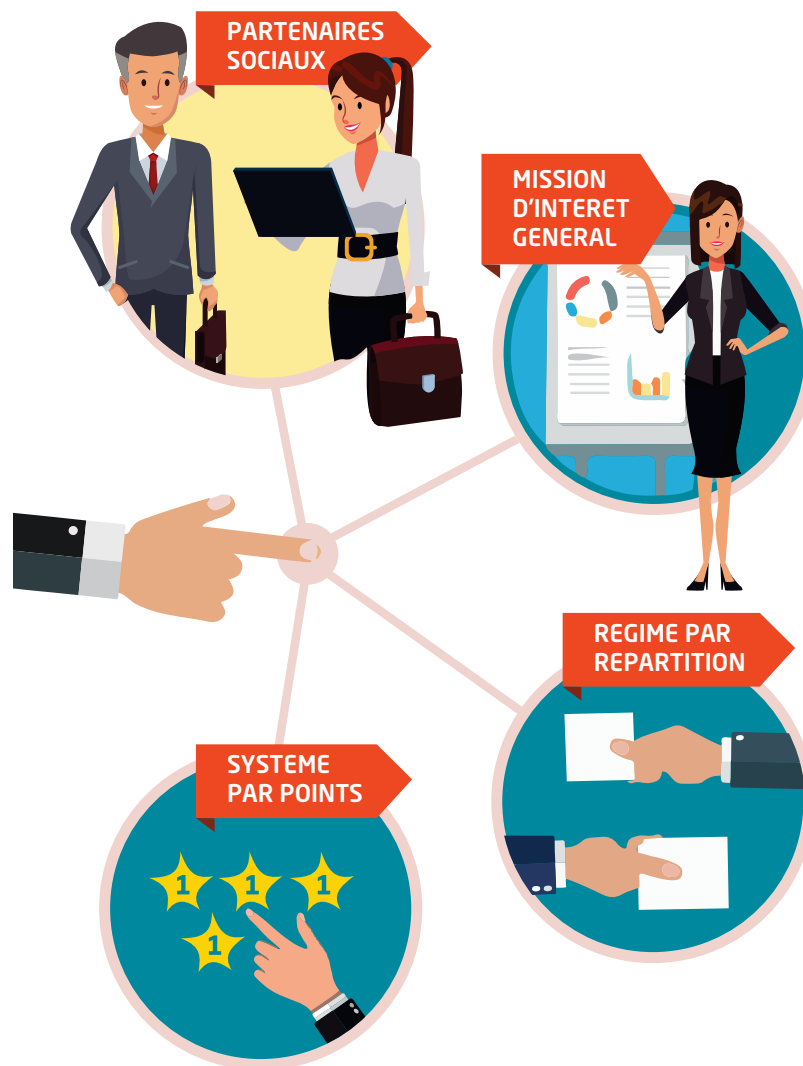 PARTENAIRES
SOCIAUX
MISSION
D'INTERET
GENERAL
REGIME PAR
REPARTITION
SYSTEME
PAR POINTS
1
1
1
1